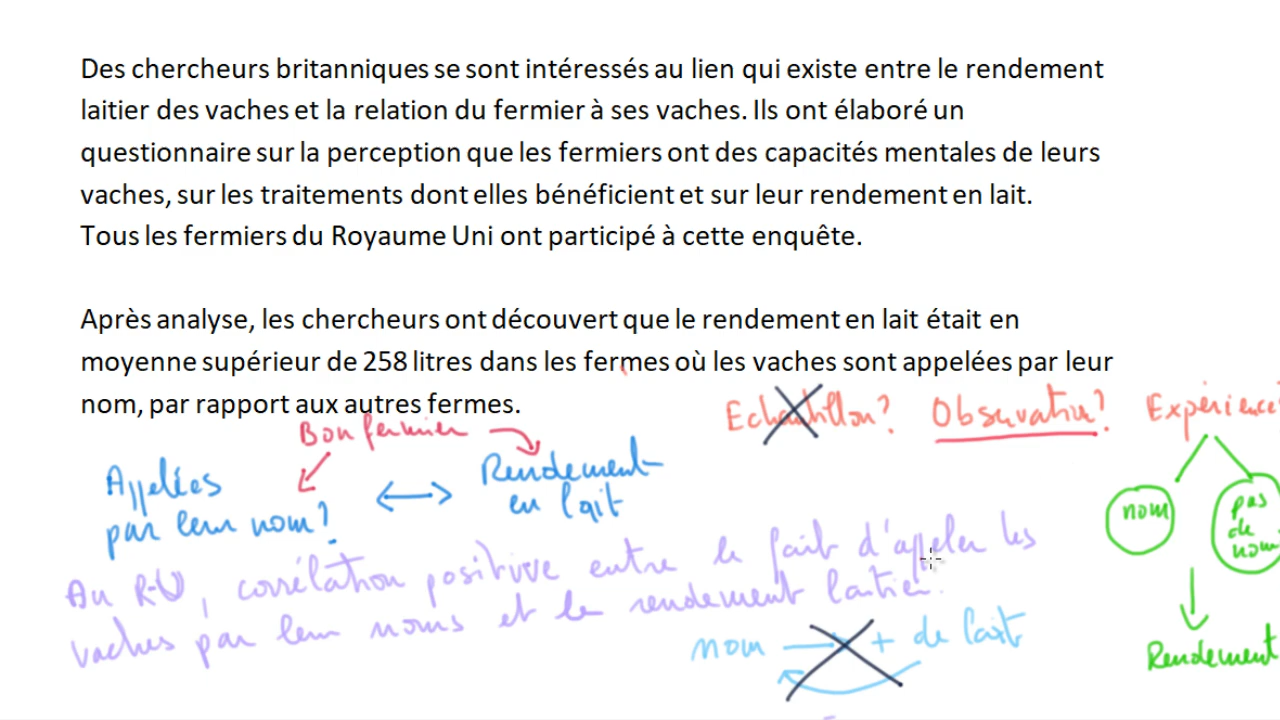 Des chercheurs britanniques se sont intéressés au lien qui existe entre le rendement
laitier des vaches et la relation du fermier à ses vaches. Ils ont élaboré un
questionnaire sur la perception que les fermiers ont des capacités mentales de leurs
vaches, sur les traitements dont elles bénéficient et sur leur rendement en lait.
Tous les fermiers du Royaume Uni ont participé à cette enquête.
Après analyse, les chercheurs ont découvert que le rendement en lait était en
moyenne supérieur de 258 litres dans les fermes où les vaches sont appelées par leur
nom, par rapport aux autres fermes.
Echantillon? Observation? Expérience?
Bon fermier
Appelées
par leur nom?
Rendement
en lait
nom
pas
de
nom
Au R-U, corrélation positive entre le fait d'appeler les
vaches par leur noms et le rendement laitier.
nom + de lait
Rendement